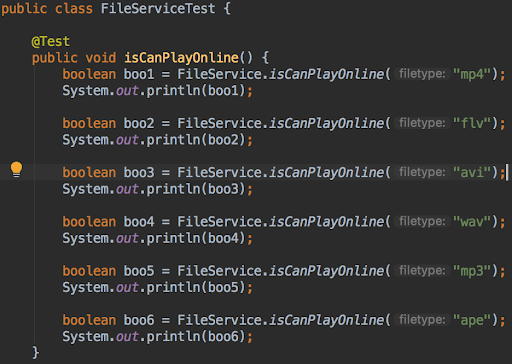 public class FileServiceTest {
@Test
public void isCanPlayOnline() {
boolean boo1 = FileService.isCanPlayOnline( filetype: "mp4");
System.out.println(boo1);
boolean boo2 = FileService.isCanPlayOnline( filetype: "flv");
System.out.println(boo2);
boolean boo3 = FileService.isCanPlayOnline( filetype: "avi");
System.out.println(boo3);
boolean boo4 = FileService.isCanPlayOnline( filetype: "wav");
System.out.println(boo4);
boolean boo5 = FileService.isCanPlayOnline( filetype: "mp3");
System.out.println(boo5);
boolean boo6 = FileService.isCanPlayOnline( filetype: "ape");
System.out.println(boo6);
}